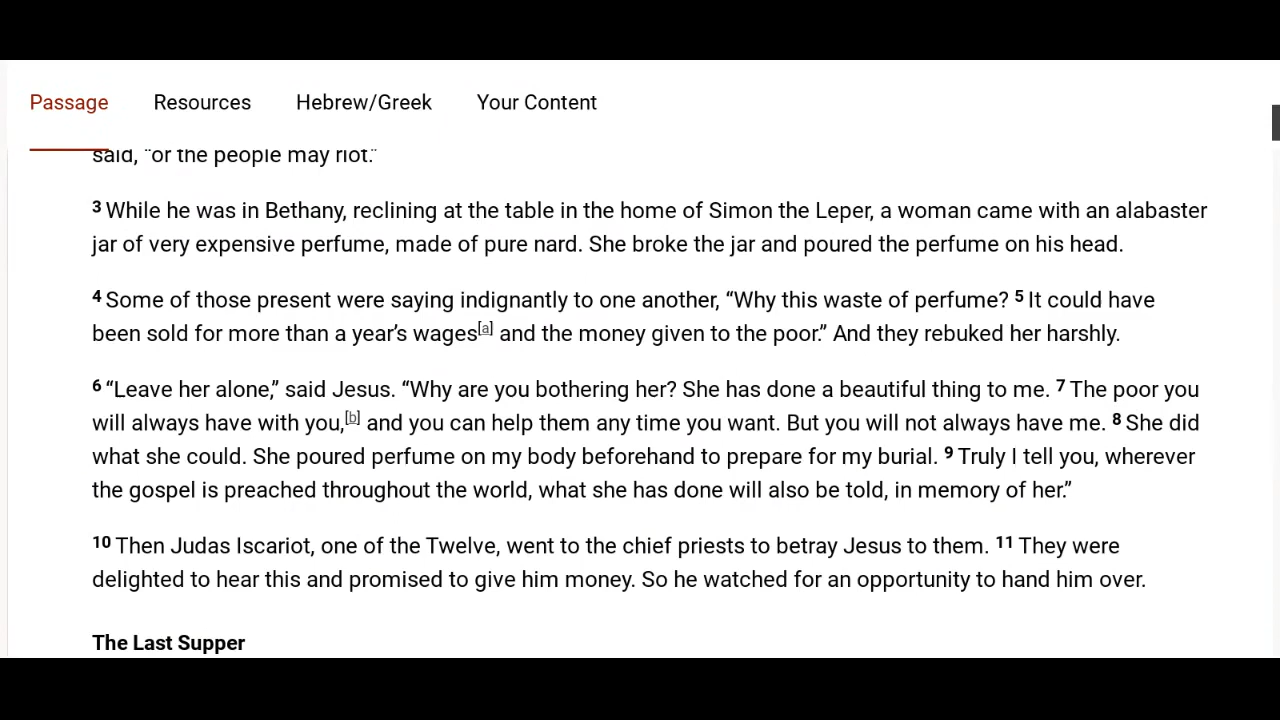 Passage Resources Hebrew/Greek Your Content
said, “or the people may riot.”
3 While he was in Bethany, reclining at the table in the home of Simon the Leper, a woman came with an alabaster
jar of very expensive perfume, made of pure nard. She broke the jar and poured the perfume on his head.
4 Some of those present were saying indignantly to one another, “Why this waste of perfume? 5 It could have
been sold for more than a year’s wages[a] and the money given to the poor.” And they rebuked her harshly.
6 “Leave her alone,” said Jesus. “Why are you bothering her? She has done a beautiful thing to me. 7 The poor you
will always have with you,[b] and you can help them any time you want. But you will not always have me. 8 She did
what she could. She poured perfume on my body beforehand to prepare for my burial. 9 Truly I tell you, wherever
the gospel is preached throughout the world, what she has done will also be told, in memory of her.”
10 Then Judas Iscariot, one of the Twelve, went to the chief priests to betray Jesus to them. 11 They were
delighted to hear this and promised to give him money. So he watched for an opportunity to hand him over.
The Last Supper